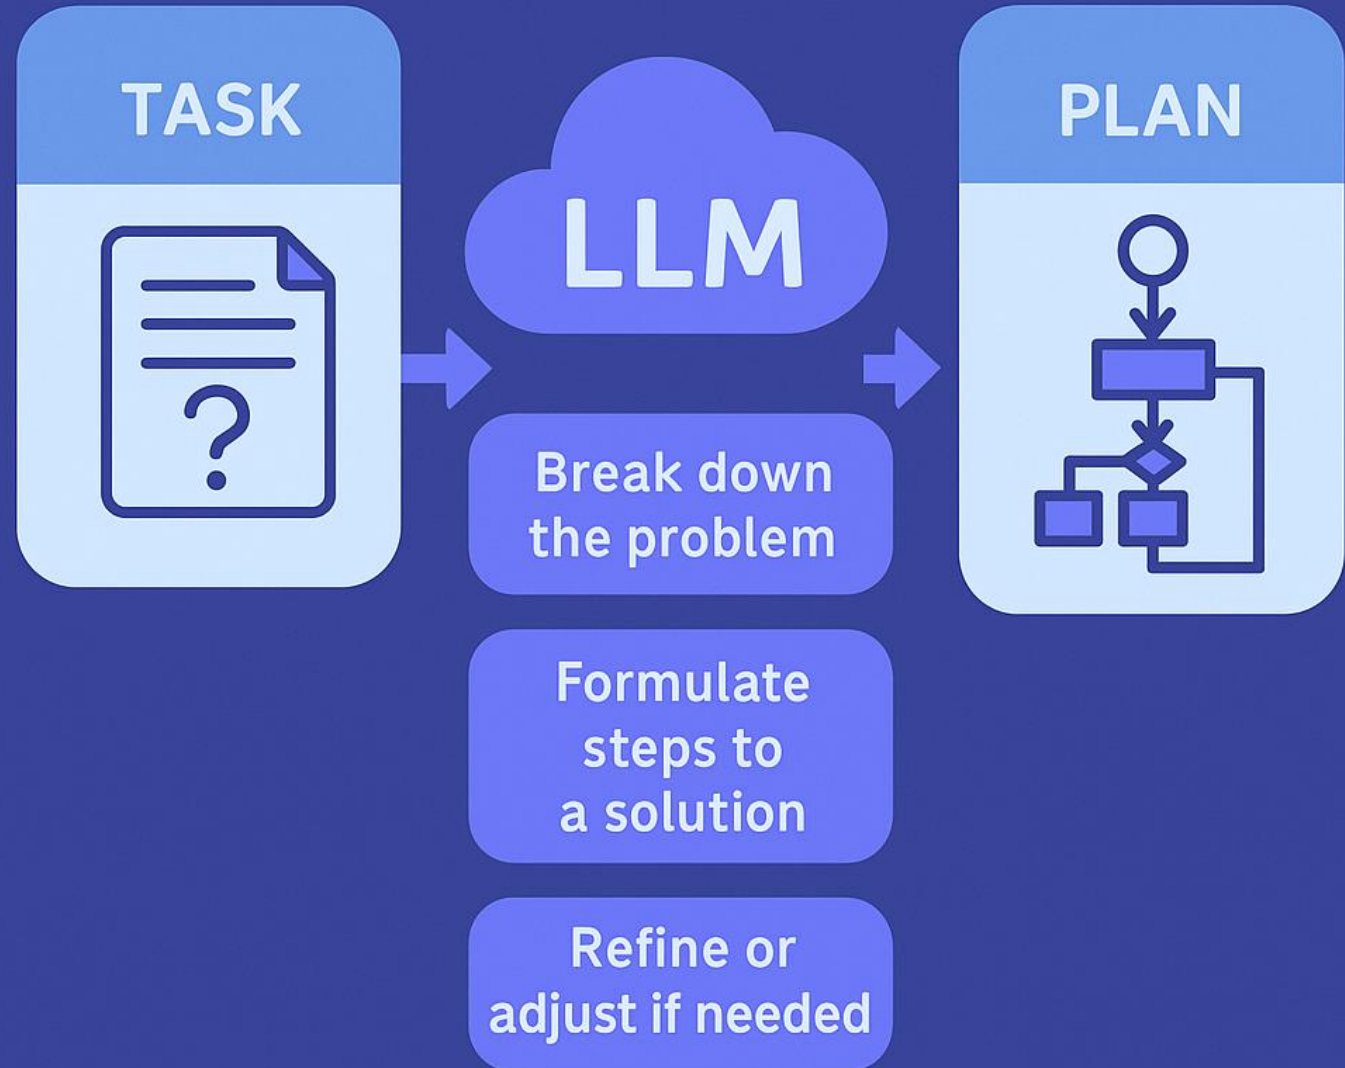 TASK
LLM
PLAN
?
Break down
the problem
Formulate
steps to
a solution
Refine or
adjust if needed